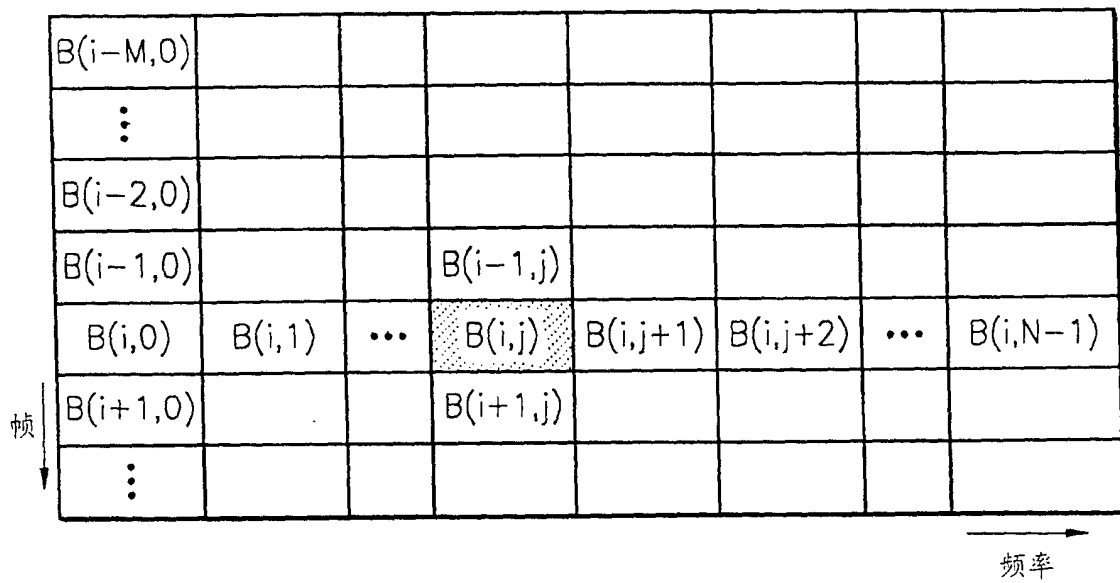 B(i-M,0)
⋮
B(i-2,0)
B(i-1,0) B(i-1,j)
B(i,0) B(i,1) ••• B(i,j) B(i,j+1) B(i,j+2) ••• B(i,N-1)
B(i+1,0) B(i+1,j)
帧
⋮
频率